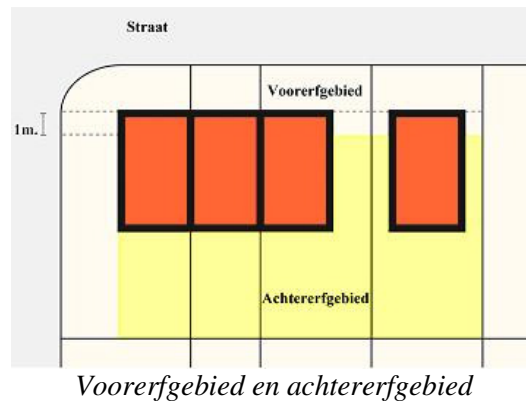 Straat
Voorerfgebied
1m.
Achtererfgebied
Voorerfgebied en achtererfgebied